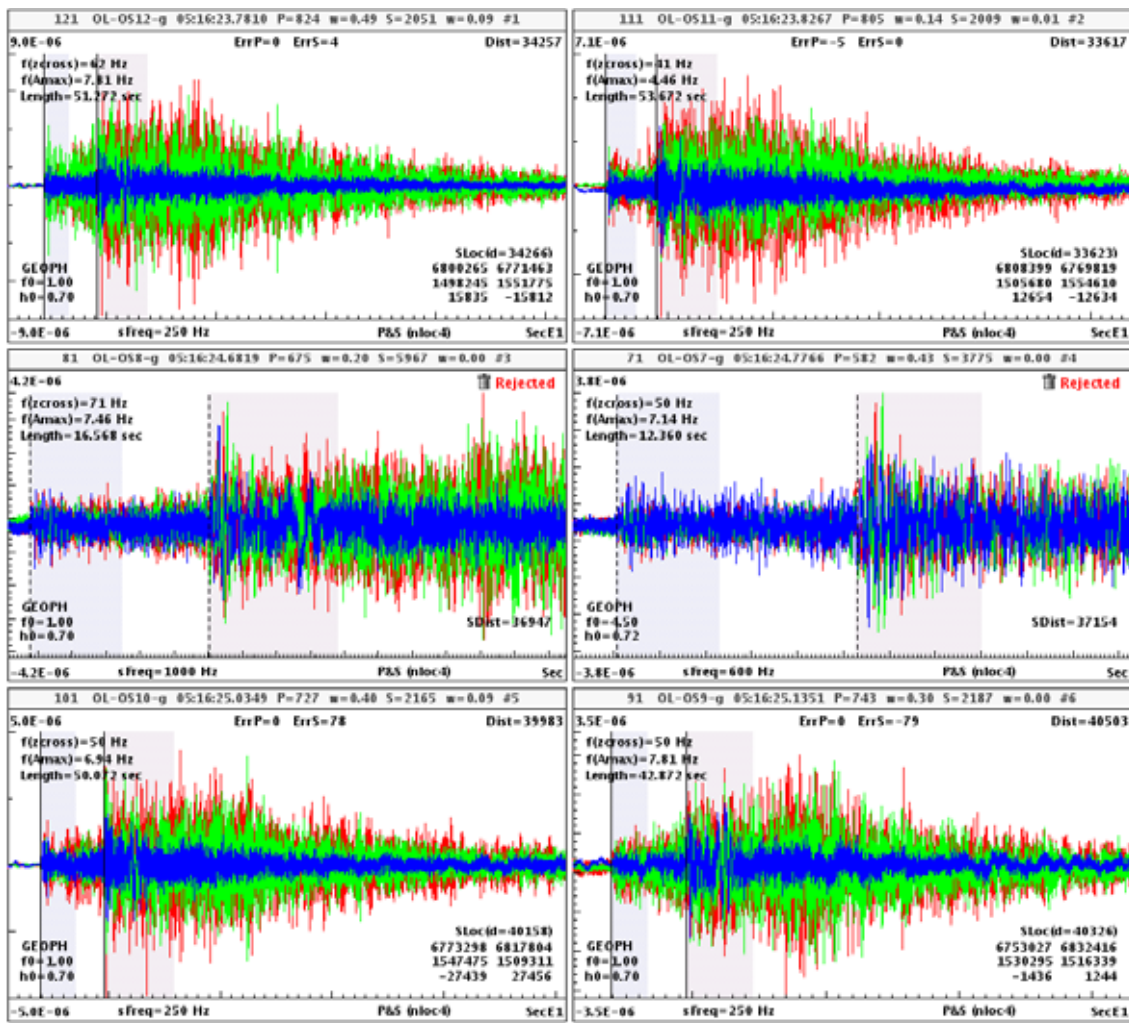 121 OL-OS12-g 05:16:23.7810 P=824 w=0.49 S=2051 w=0.09 #1
9.0E-06 ErrP=0 ErrS=4 Dist=34257
f(zcross)=62 Hz
f(Amax)=7.81 Hz
Length=51.272 sec
SLoc(d=34266)
6800265 6771463
1498245 1551775
15835 -15812
GEOPH
f0=1.00
h0=0.70
-9.0E-06 sFreq=250 Hz P&S (nloc4) SecE1
111 OL-OS11-g 05:16:23.8267 P=805 w=0.14 S=2009 w=0.01 #2
7.1E-06 ErrP=-5 ErrS=0 Dist=33617
f(zcross)=41 Hz
f(Amax)=4.46 Hz
Length=53.672 sec
SLoc(d=33623)
6808399 6769819
1505680 1554610
12654 -12634
GEOPH
f0=1.00
h0=0.70
-7.1E-06 sFreq=250 Hz P&S (nloc4) SecE1
81 OL-OS8-g 05:16:24.6819 P=675 w=0.20 S=5967 w=0.00 #3
4.2E-06 Rejected
f(zcross)=71 Hz
f(Amax)=7.46 Hz
Length=16.568 sec
GEOPH
f0=1.00
h0=0.70
SDist=36947
-4.2E-06 sFreq=1000 Hz P&S (nloc4) Sec
71 OL-OS7-g 05:16:24.7766 P=582 w=0.43 S=3775 w=0.00 #4
3.8E-06 Rejected
f(zcross)=50 Hz
f(Amax)=7.14 Hz
Length=12.360 sec
GEOPH
f0=4.50
h0=0.72
SDist=37154
-3.8E-06 sFreq=600 Hz P&S (nloc4) Sec
101 OL-OS10-g 05:16:25.0349 P=727 w=0.40 S=2165 w=0.09 #5
5.0E-06 ErrP=0 ErrS=78 Dist=39983
f(zcross)=50 Hz
f(Amax)=6.94 Hz
Length=50.072 sec
SLoc(d=40158)
6773298 6817804
1547475 1509311
-27439 27456
GEOPH
f0=1.00
h0=0.70
-5.0E-06 sFreq=250 Hz P&S (nloc4) SecE1
91 OL-OS9-g 05:16:25.1351 P=743 w=0.30 S=2187 w=0.00 #6
3.5E-06 ErrP=0 ErrS=-79 Dist=40503
f(zcross)=50 Hz
f(Amax)=7.81 Hz
Length=42.872 sec
SLoc(d=40326)
6753027 6832416
1530295 1516339
-1436 1244
GEOPH
f0=1.00
h0=0.70
-3.5E-06 sFreq=250 Hz P&S (nloc4) SecE1